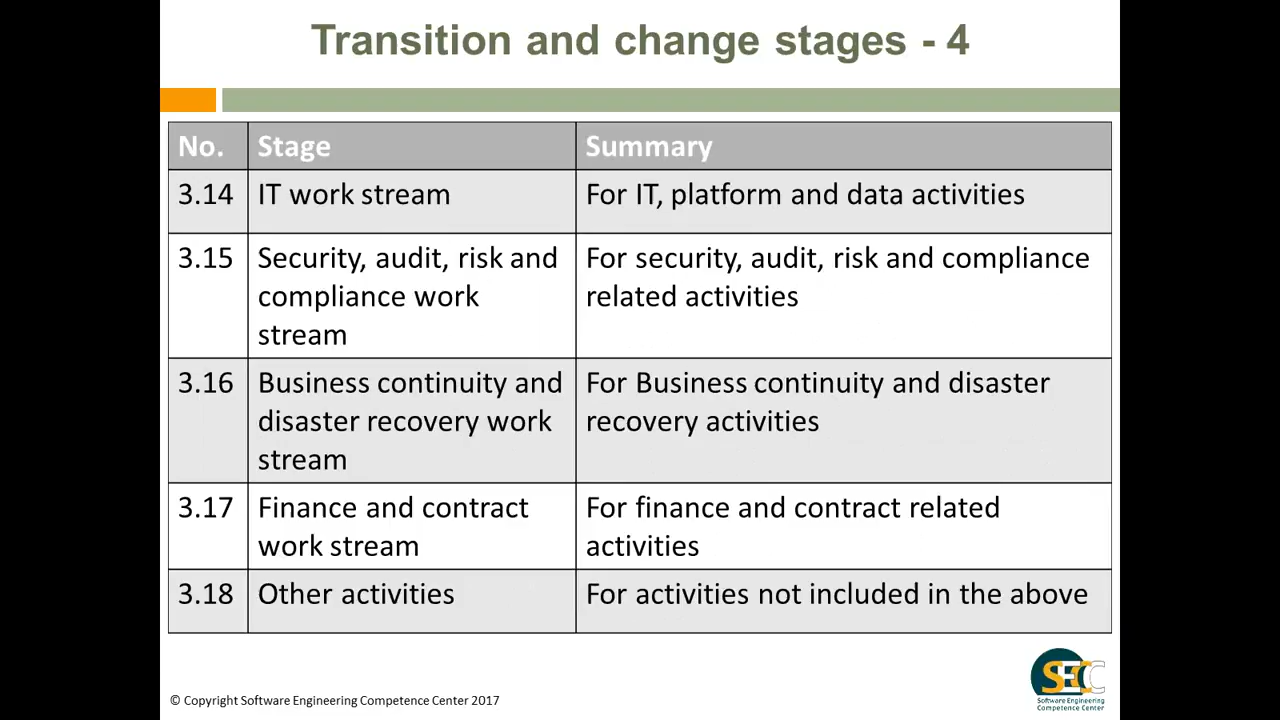 Transition and change stages - 4
No. Stage Summary
3.14 IT work stream For IT, platform and data activities
3.15 Security, audit, risk and For security, audit, risk and compliance
compliance work related activities
stream
3.16 Business continuity and For Business continuity and disaster
disaster recovery work recovery activities
stream
3.17 Finance and contract For finance and contract related
work stream activities
3.18 Other activities For activities not included in the above
© Copyright Software Engineering Competence Center 2017
SECC
Software Engineering
Competence Center